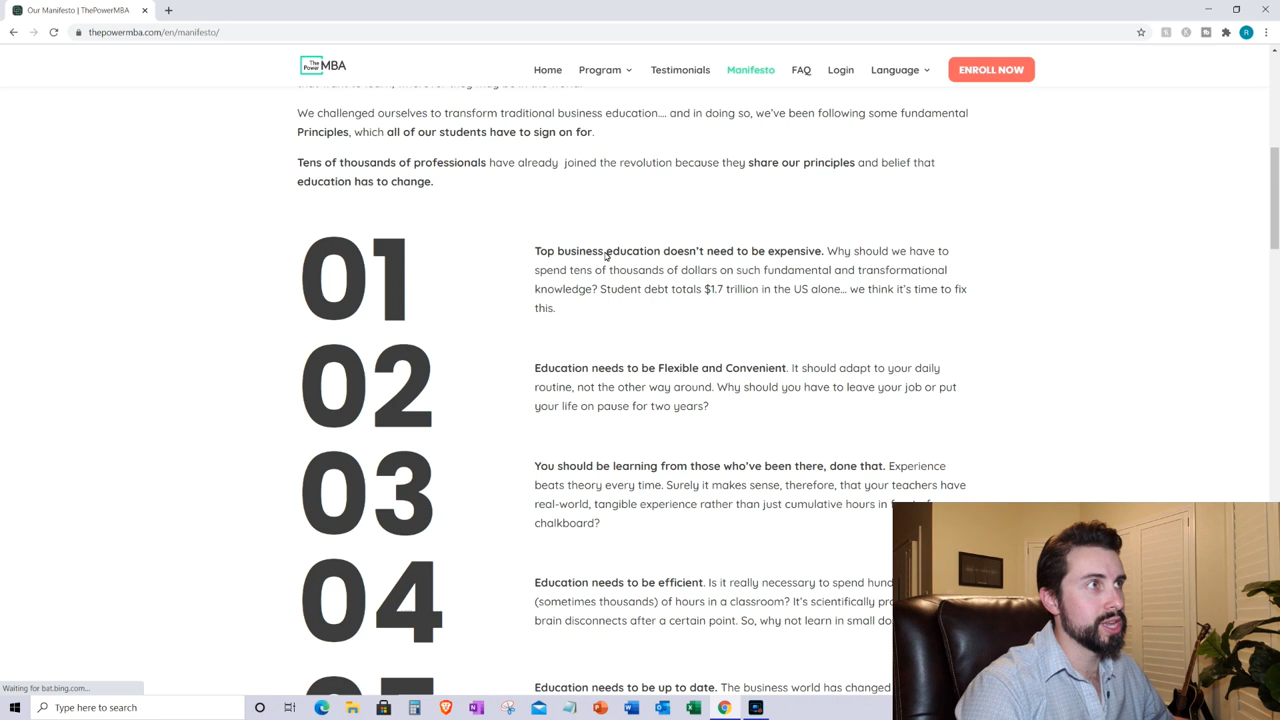 Our Manifesto | ThePowerMBA
thepowermba.com/en/manifesto/
R
The Power MBA
Home
Program
Testimonials
Manifesto
FAQ
Login
Language
ENROLL NOW
We challenged ourselves to transform traditional business education.... and in doing so, we've been following some fundamental
Principles, which all of our students have to sign on for.
Tens of thousands of professionals have already joined the revolution because they share our principles and belief that
education has to change.
01
Top business education doesn't need to be expensive. Why should we have to
spend tens of thousands of dollars on such fundamental and transformational
knowledge? Student debt totals $1.7 trillion in the US alone... we think it's time to fix
this.
02
Education needs to be Flexible and Convenient. It should adapt to your daily
routine, not the other way around. Why should you have to leave your job or put
your life on pause for two years?
03
You should be learning from those who've been there, done that. Experience
beats theory every time. Surely it makes sense, therefore, that your teachers have
real-world, tangible experience rather than just cumulative hours in
chalkboard?
04
Education needs to be efficient. Is it really necessary to spend
(sometimes thousands) of hours in a classroom? It's scientifically
brain disconnects after a certain point. So, why not learn in small
Education needs to be up to date. The business world has changed
Waiting for bat.bing.com...
Type here to search